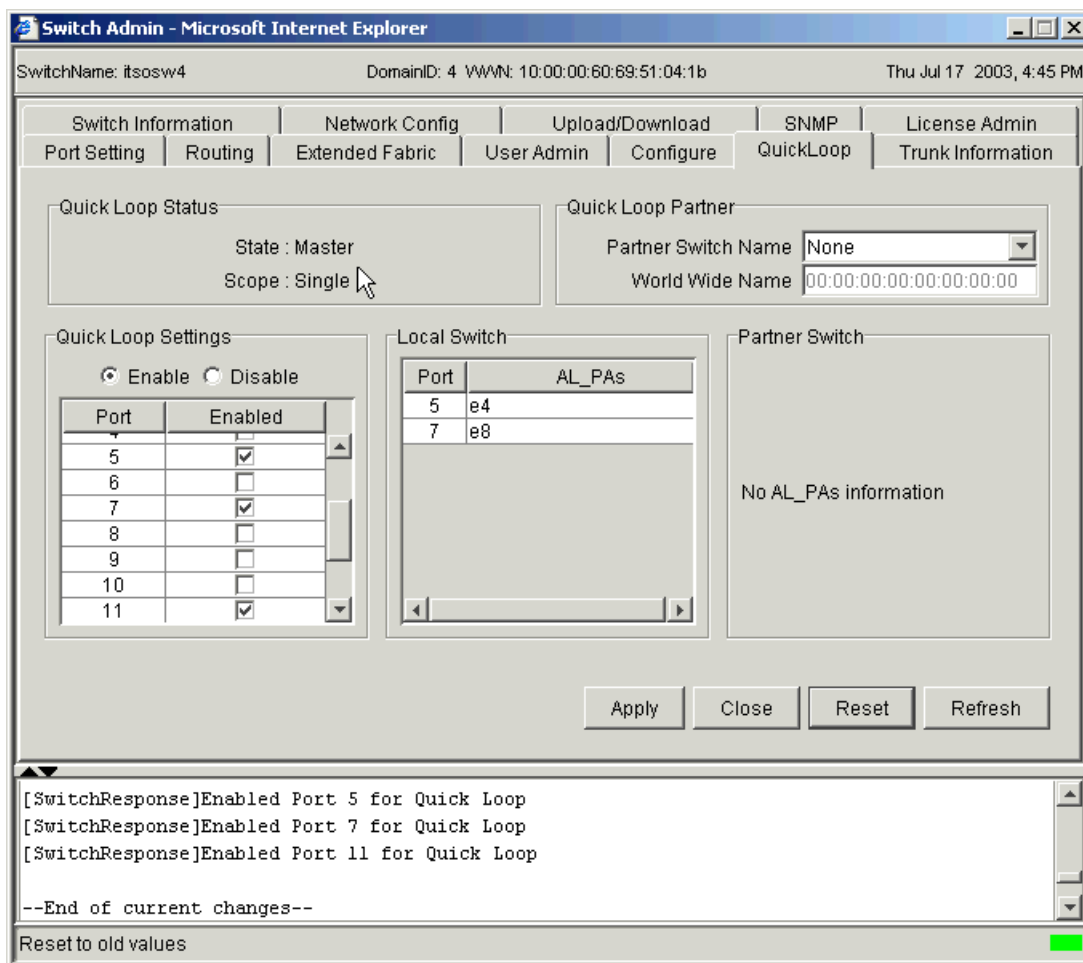 Switch Admin - Microsoft Internet Explorer
SwitchName: itsosw4 DomainID: 4 WWN: 10:00:00:60:69:51:04:1b Thu Jul 17 2003, 4:45 PM
Switch Information Network Config Upload/Download SNMP License Admin
Port Setting Routing Extended Fabric User Admin Configure QuickLoop Trunk Information
Quick Loop Status
State : Master
Scope : Single
Quick Loop Partner
Partner Switch Name None
World Wide Name 00:00:00:00:00:00:00:00
Quick Loop Settings
Enable Disable
Port Enabled
5
6
7
8
9
10
11
Local Switch
Port AL_PAs
5 e4
7 e8
Partner Switch
No AL_PAs information
Apply Close Reset Refresh
[SwitchResponse]Enabled Port 5 for Quick Loop
[SwitchResponse]Enabled Port 7 for Quick Loop
[SwitchResponse]Enabled Port 11 for Quick Loop
--End of current changes--
Reset to old values